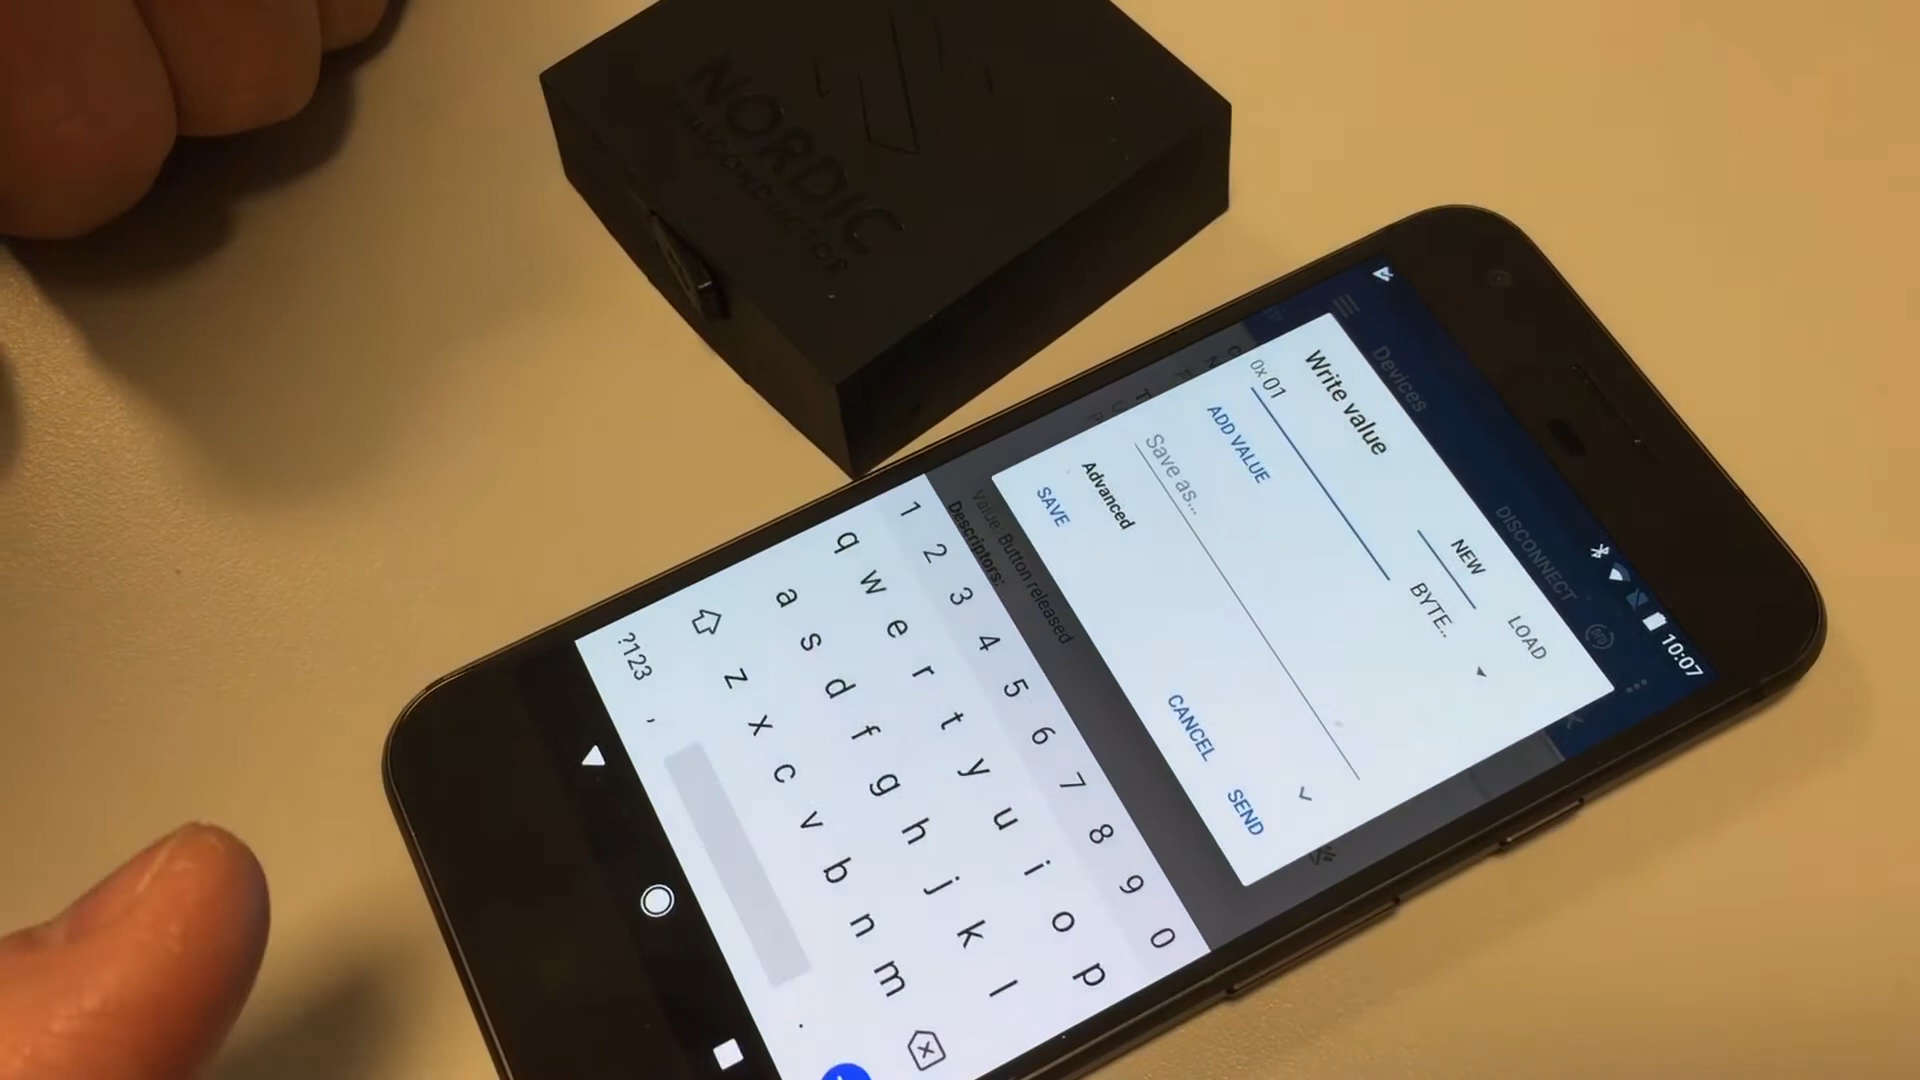 NORDIC
10:07
Devices
DISCONNECT
Write value
NEW
LOAD
0x 01
BYTE..
ADD VALUE
Save as...
Advanced
SAVE
CANCEL
SEND
Value: Button released
Descriptors:
1 2 3 4 5 6 7 8 9 0
q w e r t y u i o p
a s d f g h j k l
z x c v b n m
?123 , .